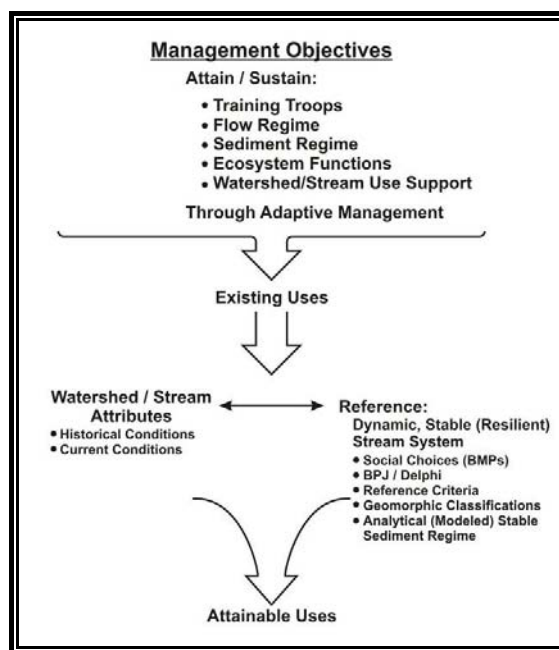 Management Objectives
Attain / Sustain:
• Training Troops
• Flow Regime
• Sediment Regime
• Ecosystem Functions
• Watershed/Stream Use Support
Through Adaptive Management
Existing Uses
Watershed / Stream
Attributes
• Historical Conditions
• Current Conditions
Reference:
Dynamic, Stable (Resilient)
Stream System
• Social Choices (BMPs)
• BPJ / Delphi
• Reference Criteria
• Geomorphic Classifications
• Analytical (Modeled) Stable
Sediment Regime
Attainable Uses